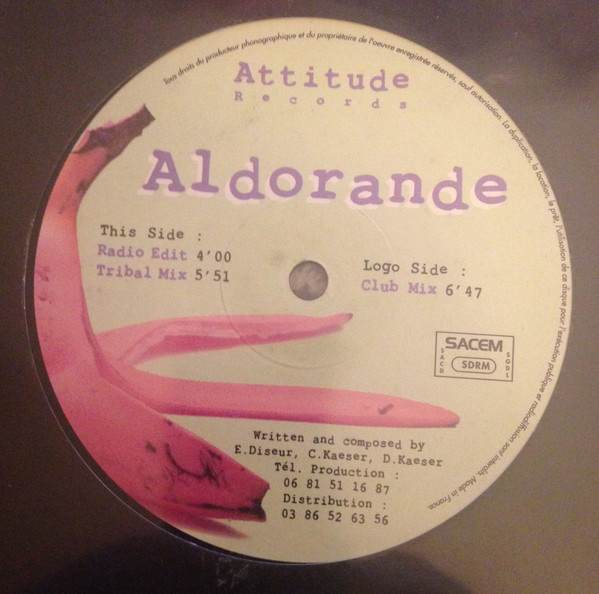 Tous droits du producteur phonographique et du propriétaire de l'oeuvre enregistrée réservés, sauf autorisation. La duplication, la location, le prêt, l'utilisation de ce disque pour l'exécution publique et radiodiffusion sont interdits. Made in France.
Attitude
Records
Aldorande
This Side :
Radio Edit 4'00
Tribal Mix 5'51
Logo Side :
Club Mix 6'47
SACEM
SACD
SDRM
SGDL
Written and composed by
E.Diseur, C.Kaeser, D.Kaeser
Tél. Production :
06 81 51 16 87
Distribution :
03 86 52 63 56